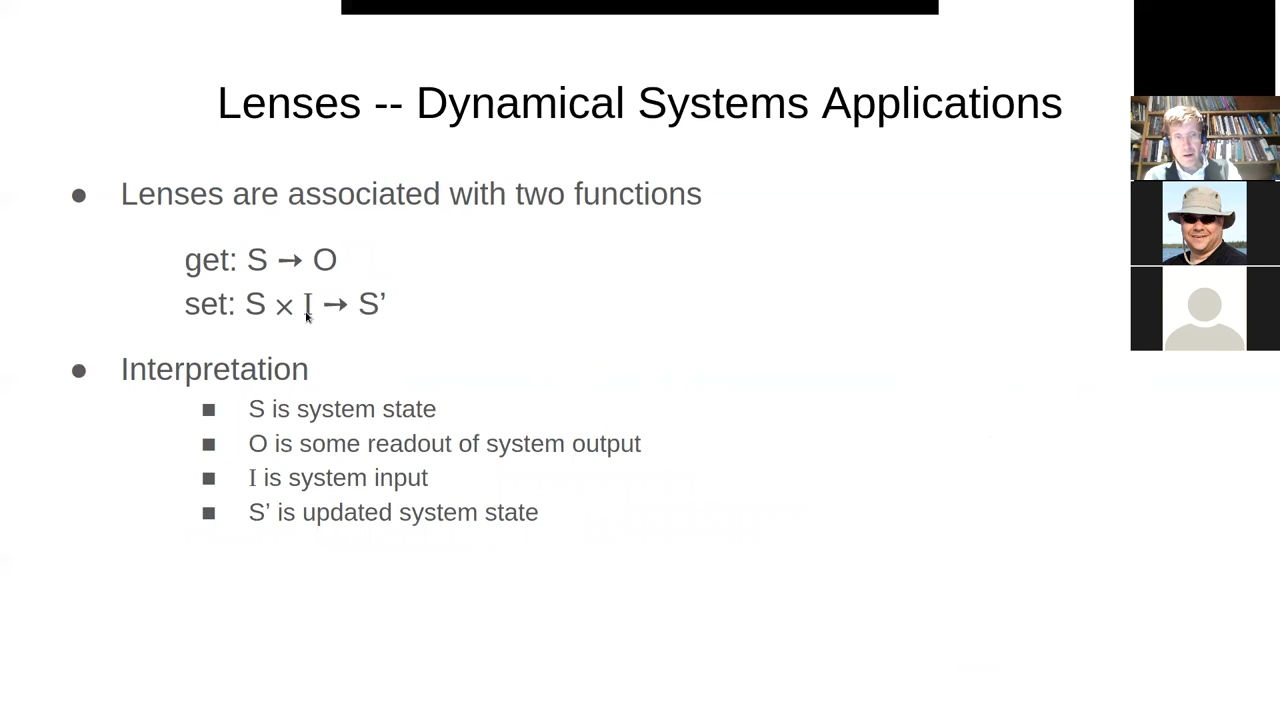 Lenses -- Dynamical Systems Applications
● Lenses are associated with two functions
get: S → O
set: S × I → S’
● Interpretation
■ S is system state
■ O is some readout of system output
■ I is system input
■ S’ is updated system state